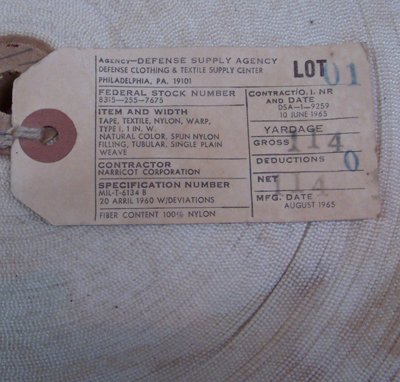 AGENCY—DEFENSE SUPPLY AGENCY
DEFENSE CLOTHING & TEXTILE SUPPLY CENTER
PHILADELPHIA, PA. 19101
LOT 01
FEDERAL STOCK NUMBER
8315-255-7675
CONTRACT/O. I. NR
AND DATE
DSA-1-9259
10 JUNE 1965
ITEM AND WIDTH
TAPE, TEXTILE, NYLON, WARP,
TYPE I, 1 IN. W.
NATURAL COLOR, SPUN NYLON
FILLING, TUBULAR, SINGLE PLAIN
WEAVE
YARDAGE
GROSS 114
DEDUCTIONS 0
NET 114
CONTRACTOR
NARRICOT CORPORATION
SPECIFICATION NUMBER
MIL-T-6134 B
20 ARRIL 1960 W/DEVIATIONS
MFG. DATE
AUGUST 1965
FIBER CONTENT 100% NYLON